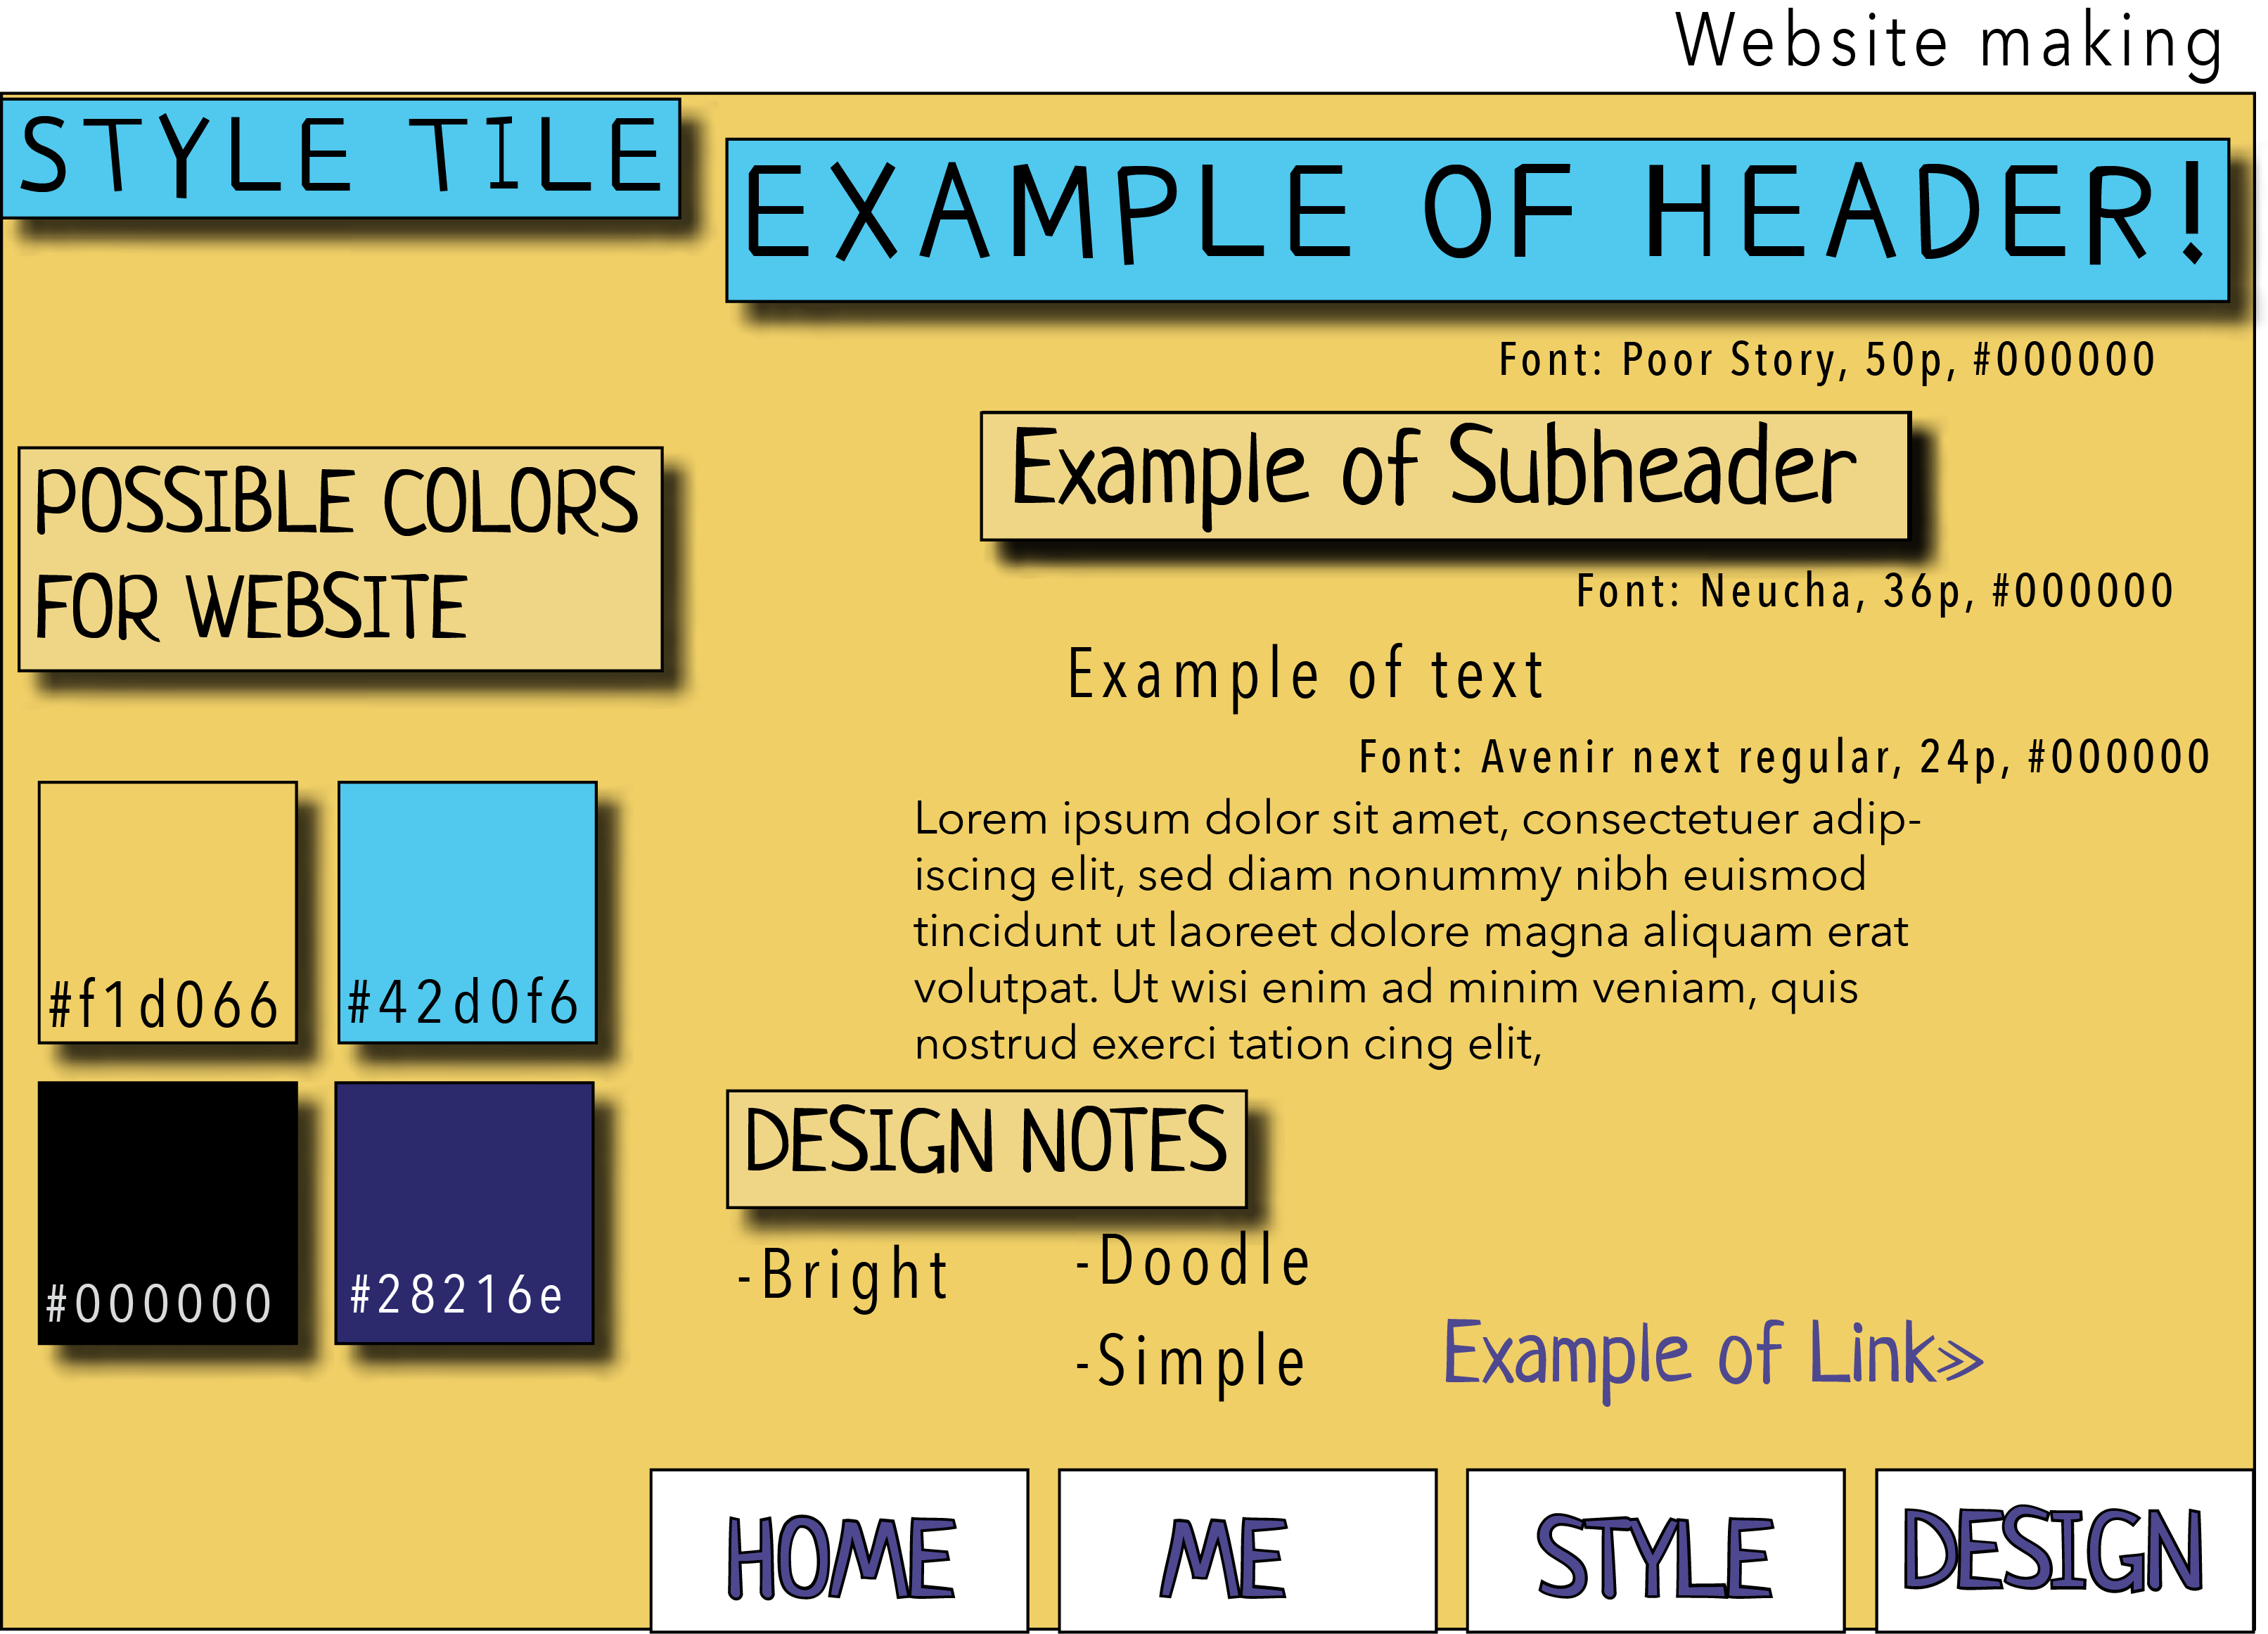 Website making
STYLE TILE
EXAMPLE OF HEADER!
Font: Poor Story, 50p, #000000
POSSIBLE COLORS
FOR WEBSITE
Example of Subheader
Font: Neucha, 36p, #000000
Example of text
Font: Avenir next regular, 24p, #000000
#f1d066
#42d0f6
#000000
#28216e
Lorem ipsum dolor sit amet, consectetuer adip-
iscing elit, sed diam nonummy nibh euismod
tincidunt ut laoreet dolore magna aliquam erat
volutpat. Ut wisi enim ad minim veniam, quis
nostrud exerci tation cing elit,
DESIGN NOTES
-Bright
-Doodle
-Simple
Example of Link»
HOME
ME
STYLE
DESIGN